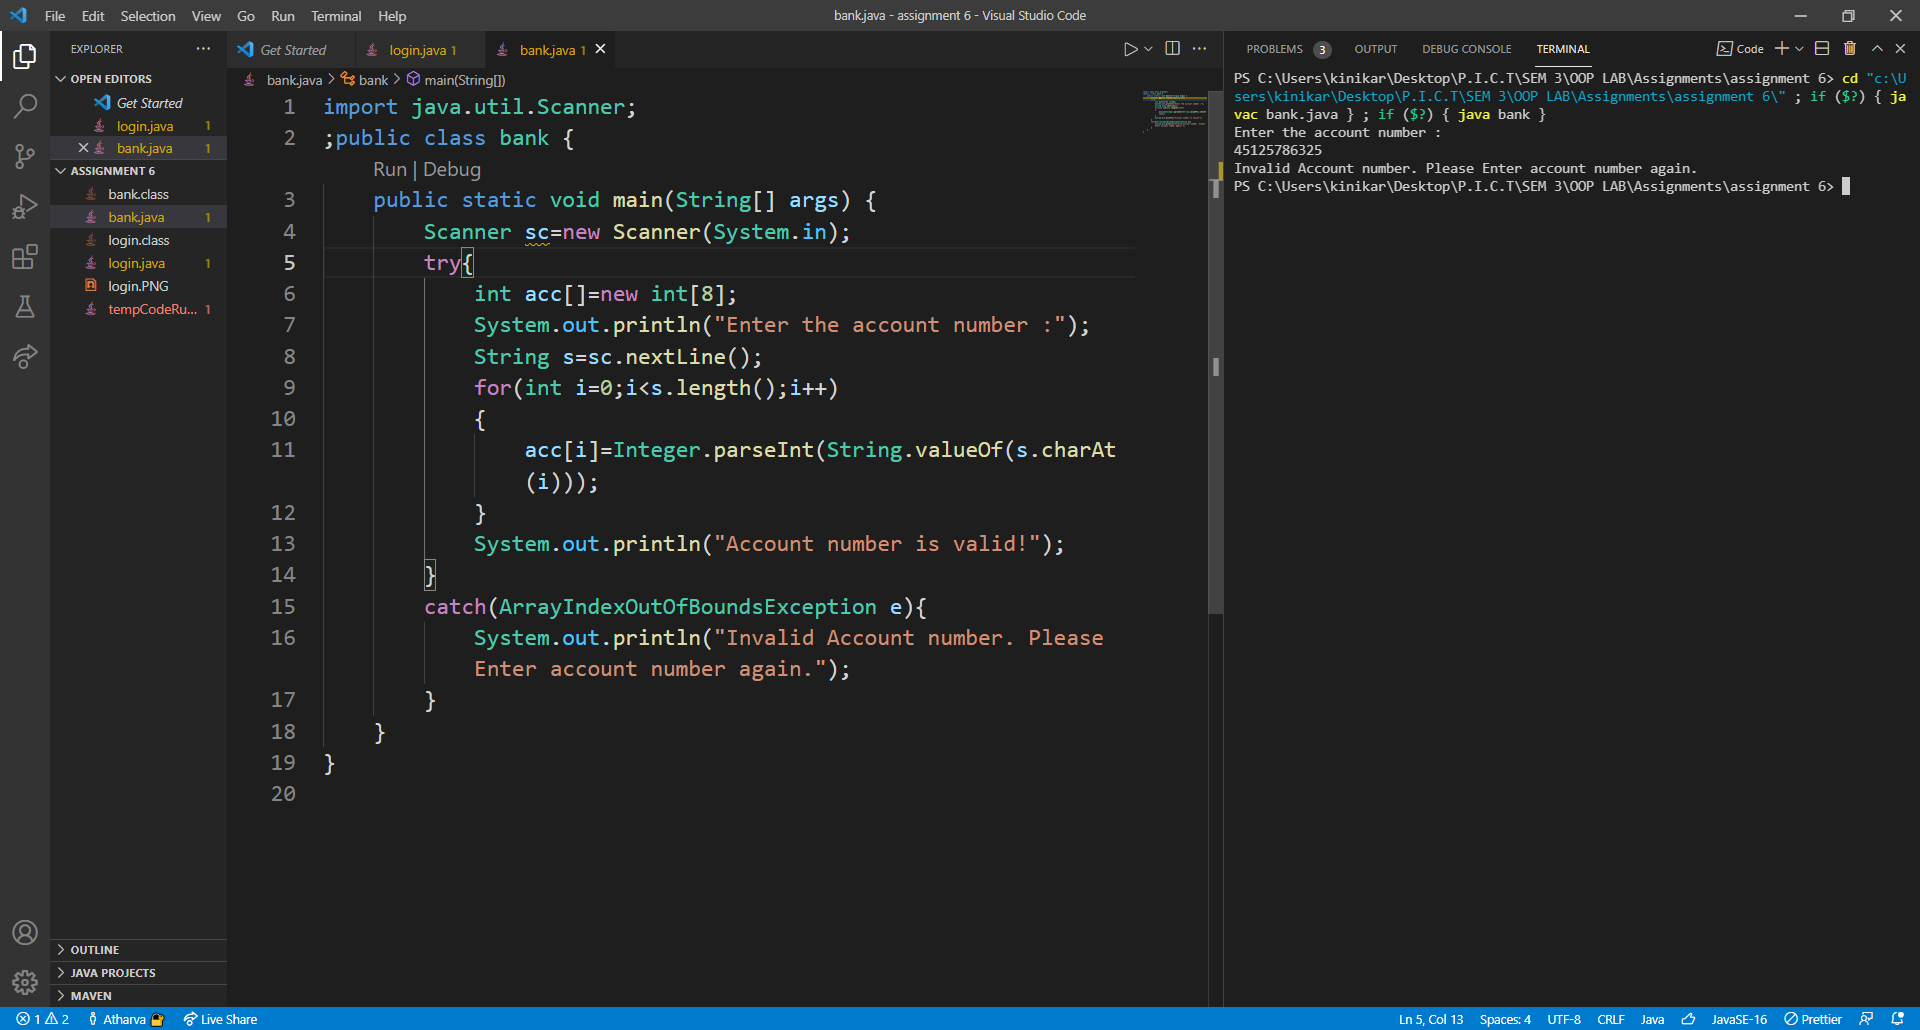 File Edit Selection View Go Run Terminal Help
bank.java - assignment 6 - Visual Studio Code
EXPLORER
OPEN EDITORS
Get Started
login.java 1
bank.java 1
ASSIGNMENT 6
bank.class
bank.java 1
login.class
login.java 1
login.PNG
tempCodeRu... 1
OUTLINE
JAVA PROJECTS
MAVEN
Get Started login.java 1 bank.java 1
bank.java > bank > main(String[])
1 import java.util.Scanner;
2 ;public class bank {
Run | Debug
3 public static void main(String[] args) {
4 Scanner sc=new Scanner(System.in);
5 try{
6 int acc[]=new int[8];
7 System.out.println("Enter the account number :");
8 String s=sc.nextLine();
9 for(int i=0;i<s.length();i++)
10 {
11 acc[i]=Integer.parseInt(String.valueOf(s.charAt
(i)));
12 }
13 System.out.println("Account number is valid!");
14 }
15 catch(ArrayIndexOutOfBoundsException e){
16 System.out.println("Invalid Account number. Please
Enter account number again.");
17 }
18 }
19 }
20
PROBLEMS 3 OUTPUT DEBUG CONSOLE TERMINAL
Code
PS C:\Users\kinikar\Desktop\P.I.C.T\SEM 3\OOP LAB\Assignments\assignment 6> cd "c:\U
sers\kinikar\Desktop\P.I.C.T\SEM 3\OOP LAB\Assignments\assignment 6\" ; if ($?) { ja
vac bank.java } ; if ($?) { java bank }
Enter the account number :
45125786325
Invalid Account number. Please Enter account number again.
PS C:\Users\kinikar\Desktop\P.I.C.T\SEM 3\OOP LAB\Assignments\assignment 6>
1 2 Atharva Live Share
Ln 5, Col 13 Spaces: 4 UTF-8 CRLF Java JavaSE-16 Prettier